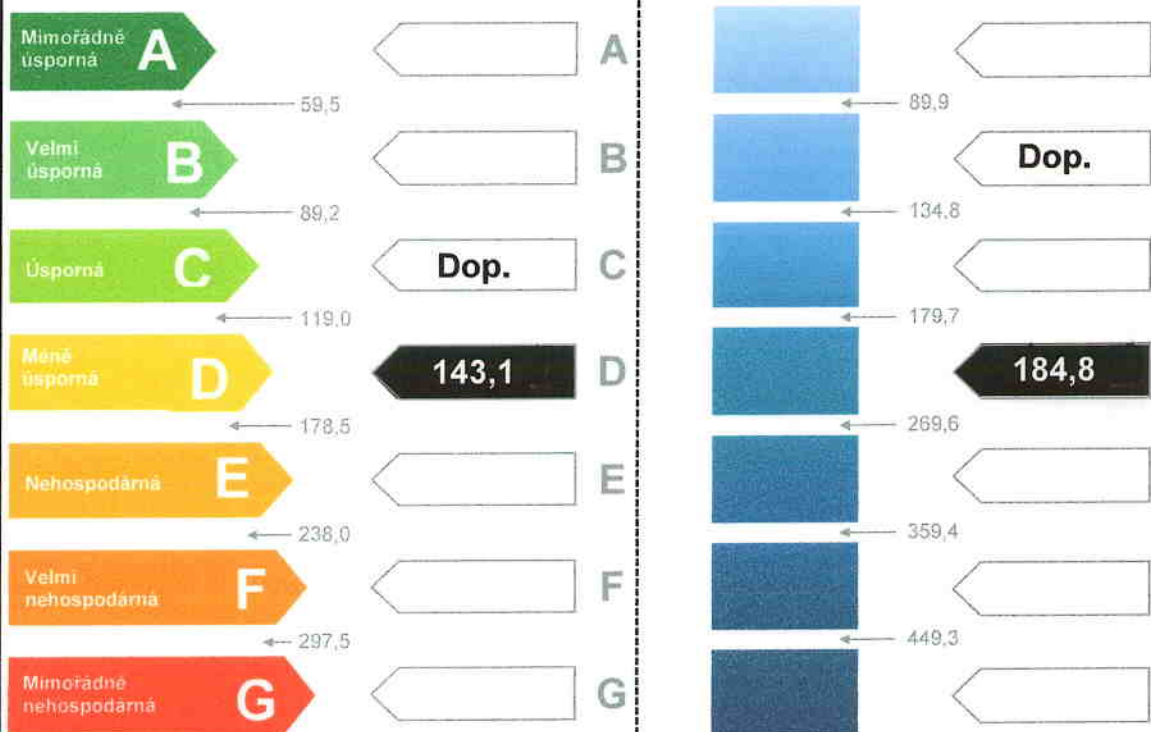 Mimořádně
úsporná A
A
59,5
89,9
Velmi
úsporná B
B
Dop.
89,2
134,8
Úsporná C
Dop.
C
119,0
179,7
Méně
úsporná D
143,1
D
184,8
178,5
269,6
Nehospodárná E
E
238,0
359,4
Velmi
nehospodárná F
F
297,5
449,3
Mimořádně
nehospodárná G
G